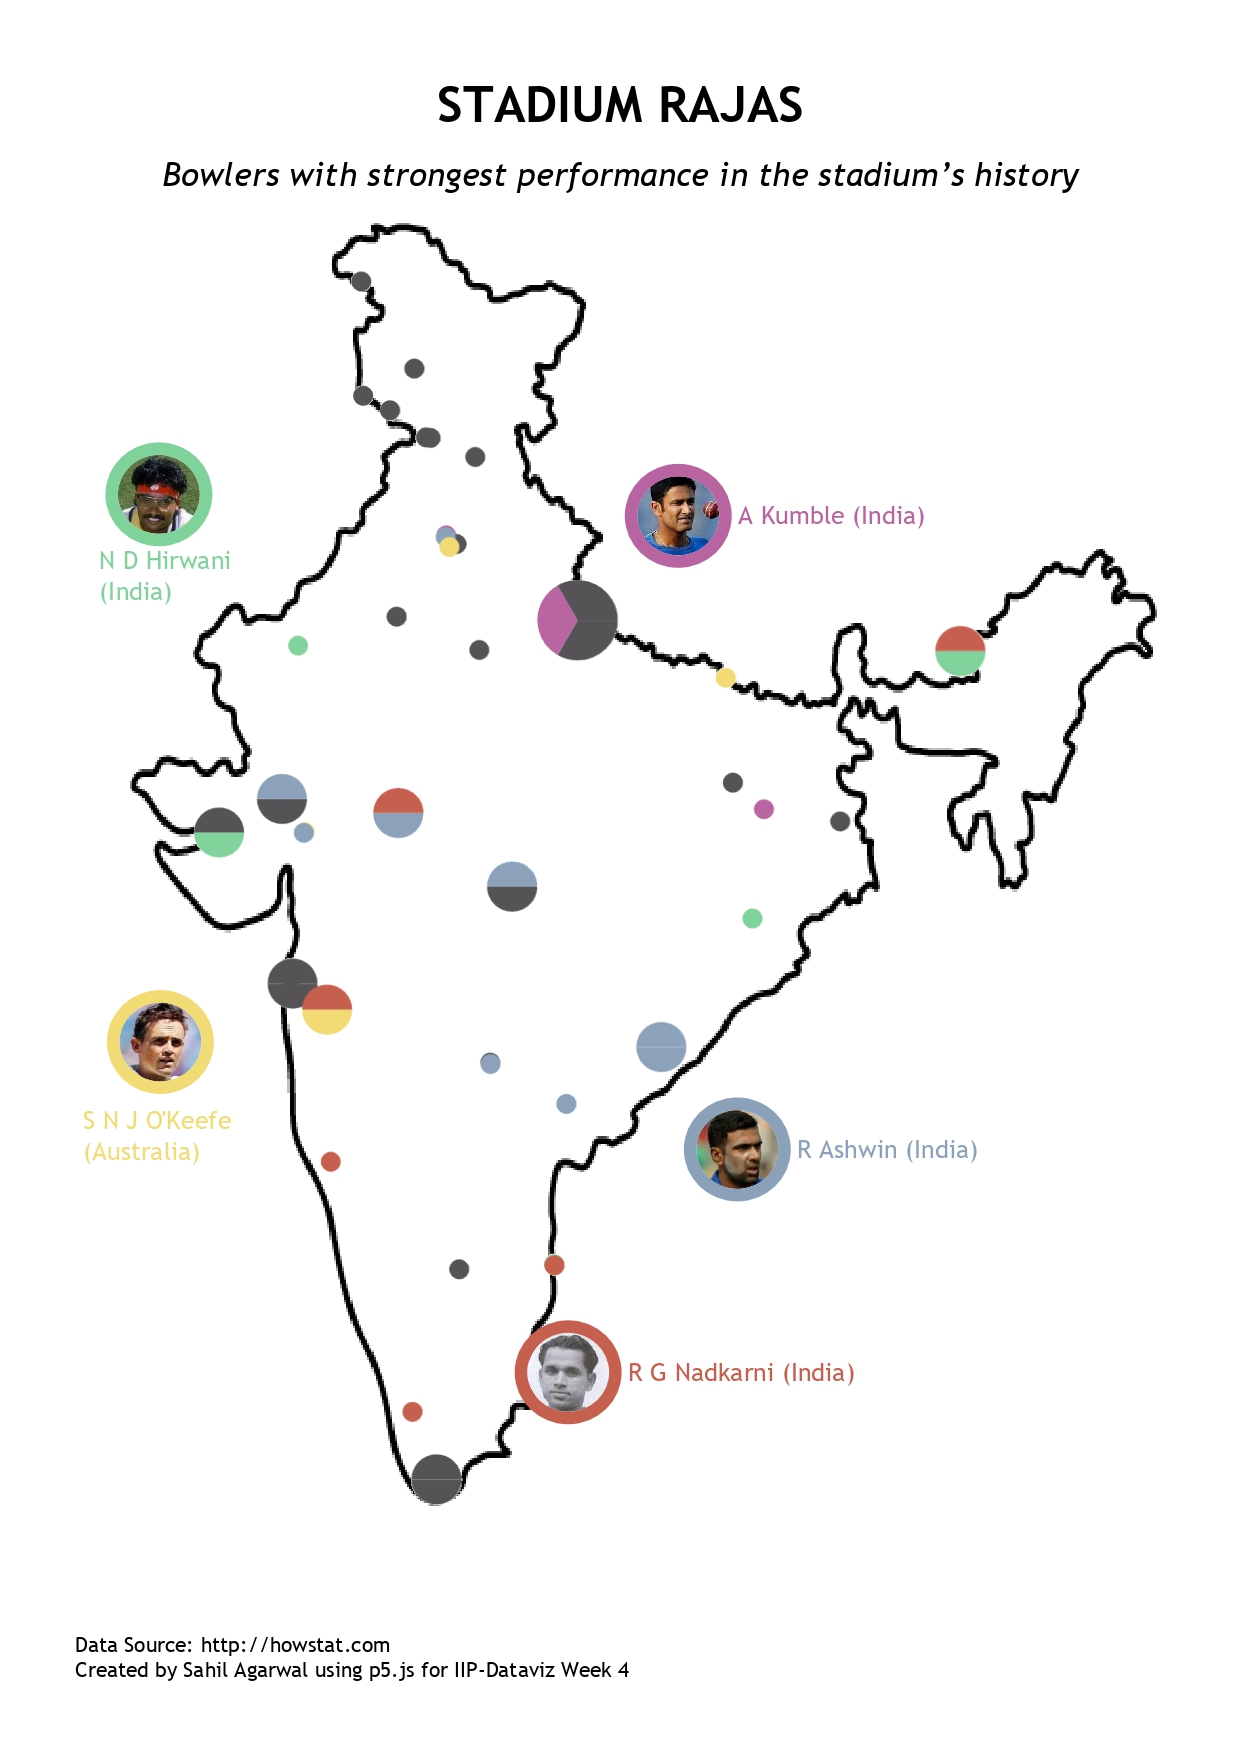 STADIUM RAJAS
Bowlers with strongest performance in the stadium’s history
N D Hirwani
(India)
A Kumble (India)
S N J O'Keefe
(Australia)
R Ashwin (India)
R G Nadkarni (India)
Data Source: http://howstat.com
Created by Sahil Agarwal using p5.js for IIP-Dataviz Week 4